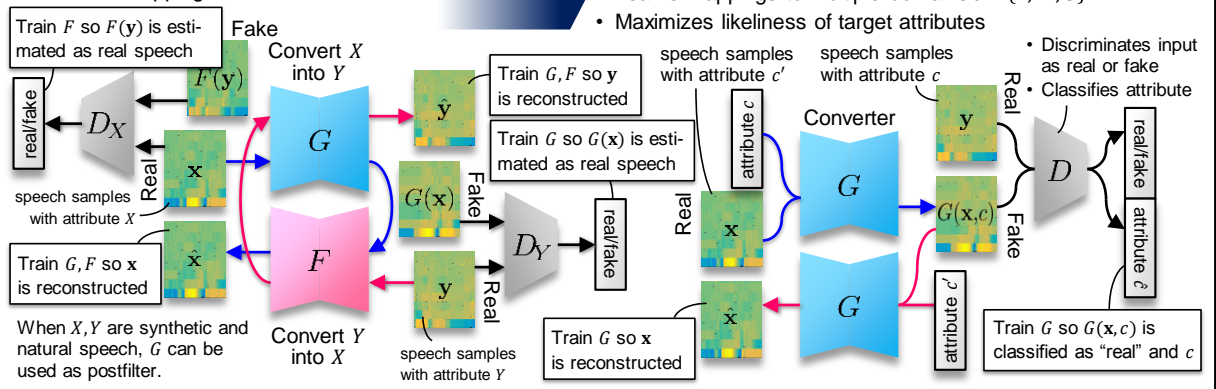 • Maximizes likeliness of target attributes
Train F so F(y) is esti-
mated as real speech
Fake
F(y)
real/fake
D_X
Real
x
speech samples
with attribute X
Train G, F so x
is reconstructed
x̂
When X, Y are synthetic and
natural speech, G can be
used as postfilter.
Convert X
into Y
G
F
Convert Y
into X
ŷ
Train G, F so y
is reconstructed
Train G so G(x) is esti-
mated as real speech
G(x)
Fake
D_Y
real/fake
y
Real
speech samples
with attribute Y
speech samples
with attribute c′
attribute c
Real
x
Converter
G
speech samples
with attribute c
Real
y
G(x,c)
Fake
• Discriminates input
as real or fake
• Classifies attribute
D
real/fake
attribute ĉ
x̂
G
attribute c′
Train G so x
is reconstructed
Train G so G(x, c) is
classified as “real” and c